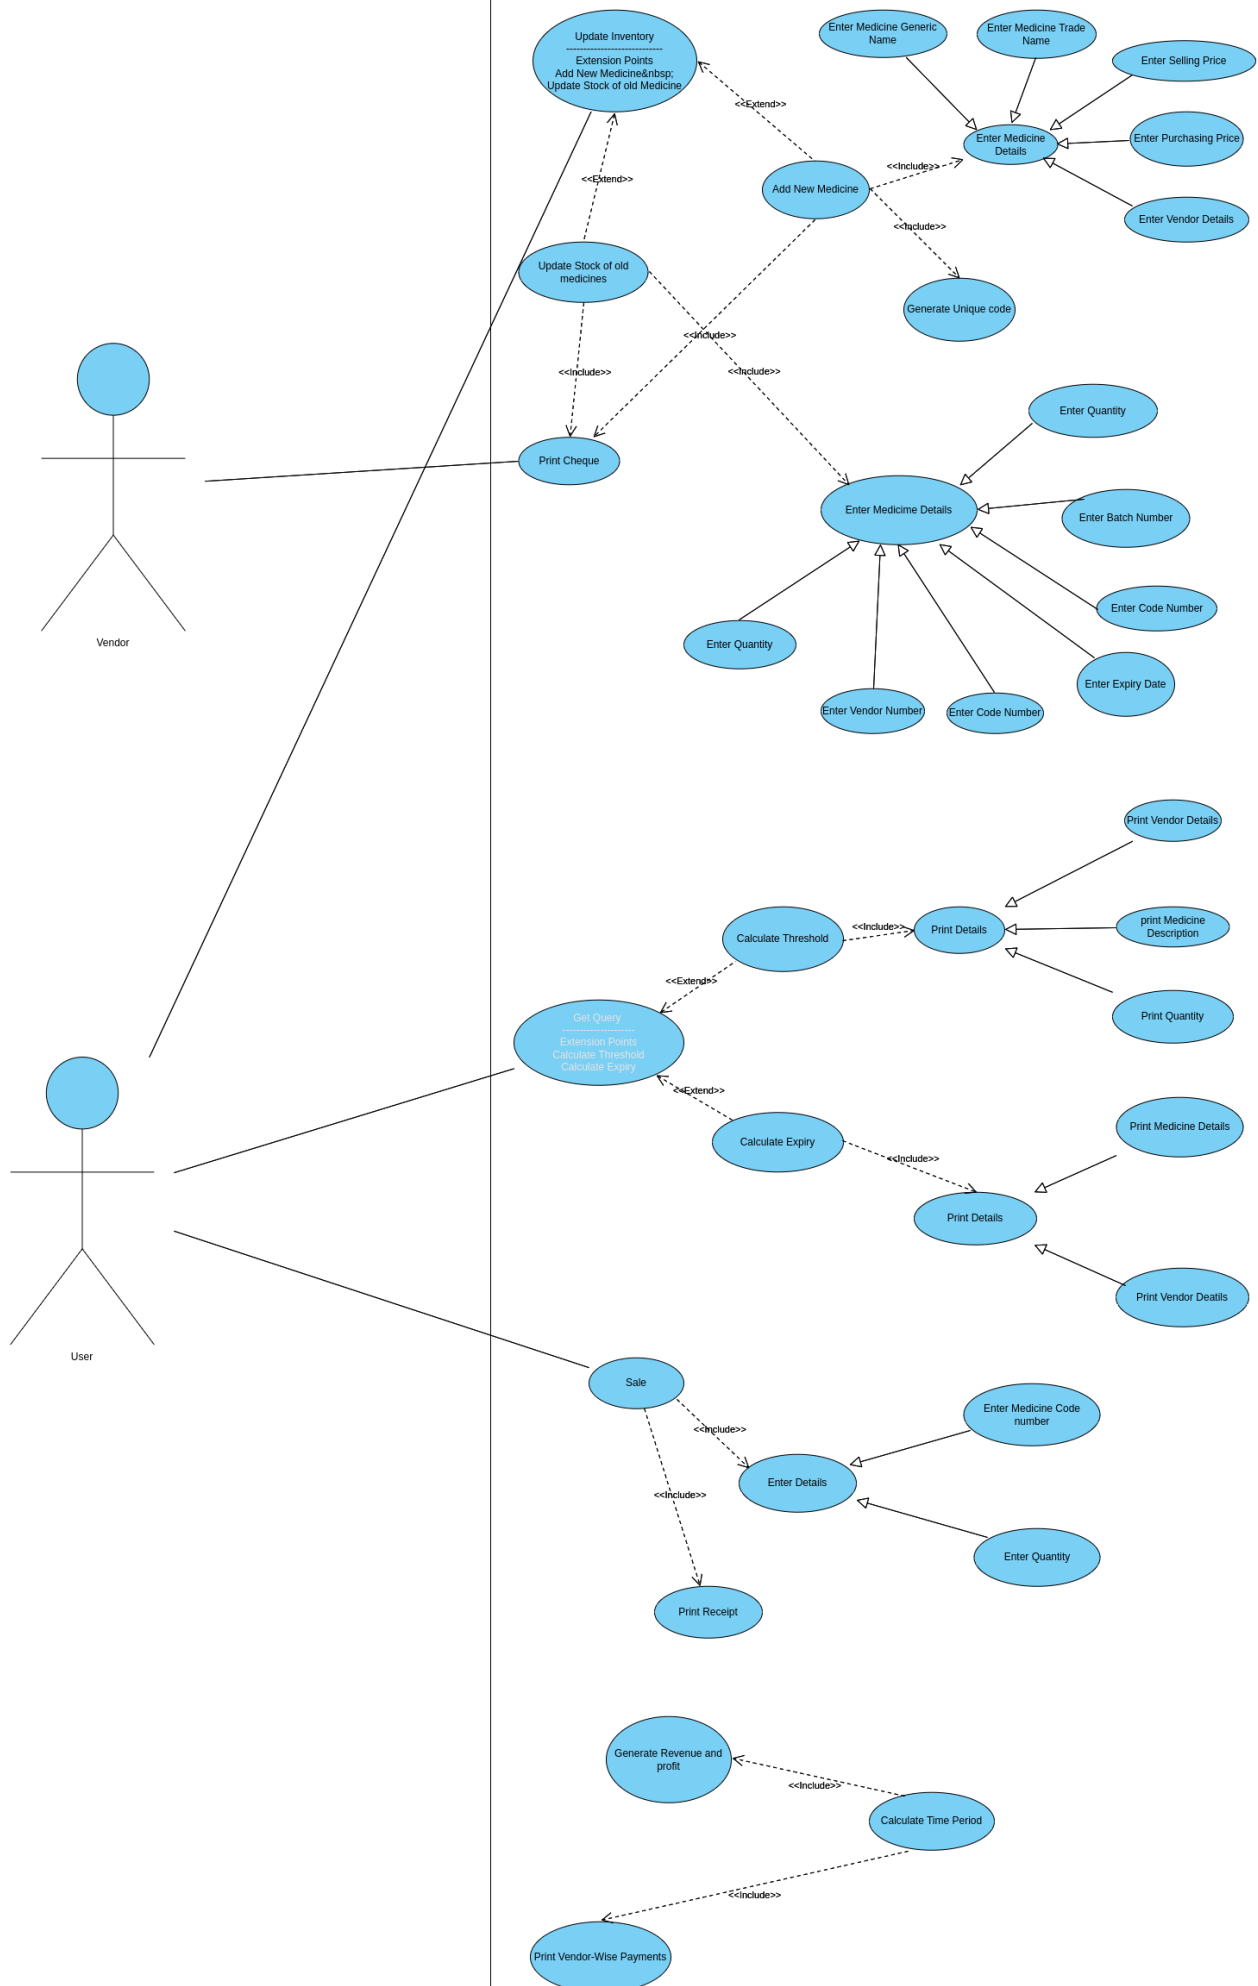 Update Inventory
----------------------------
Extension Points
Add New Medicine&nbsp;
Update Stock of old Medicine
Enter Medicine Generic
Name
Enter Medicine Trade
Name
Enter Selling Price
<<Extend>>
Enter Medicine
Details
Enter Purchasing Price
<<Include>>
<<Extend>>
Add New Medicine
Enter Vendor Details
<<Include>>
Update Stock of old
medicines
Generate Unique code
<<Include>>
<<Include>>
<<Include>>
Enter Quantity
Print Cheque
Enter Medicime Details
Enter Batch Number
Enter Code Number
Vendor
Enter Quantity
Enter Expiry Date
Enter Vendor Number
Enter Code Number
Print Vendor Details
Calculate Threshold
<<Include>>
Print Details
print Medicine
Description
<<Extend>>
Get Query
---------------------
Extension Points
Calculate Threshold
Calculate Expiry
Print Quantity
<<Extend>>
Calculate Expiry
Print Medicine Details
<<Include>>
Print Details
Print Vendor Deatils
User
Sale
Enter Medicine Code
number
<<Include>>
Enter Details
<<Include>>
Enter Quantity
Print Receipt
Generate Revenue and
profit
<<Include>>
Calculate Time Period
<<Include>>
Print Vendor-Wise Payments